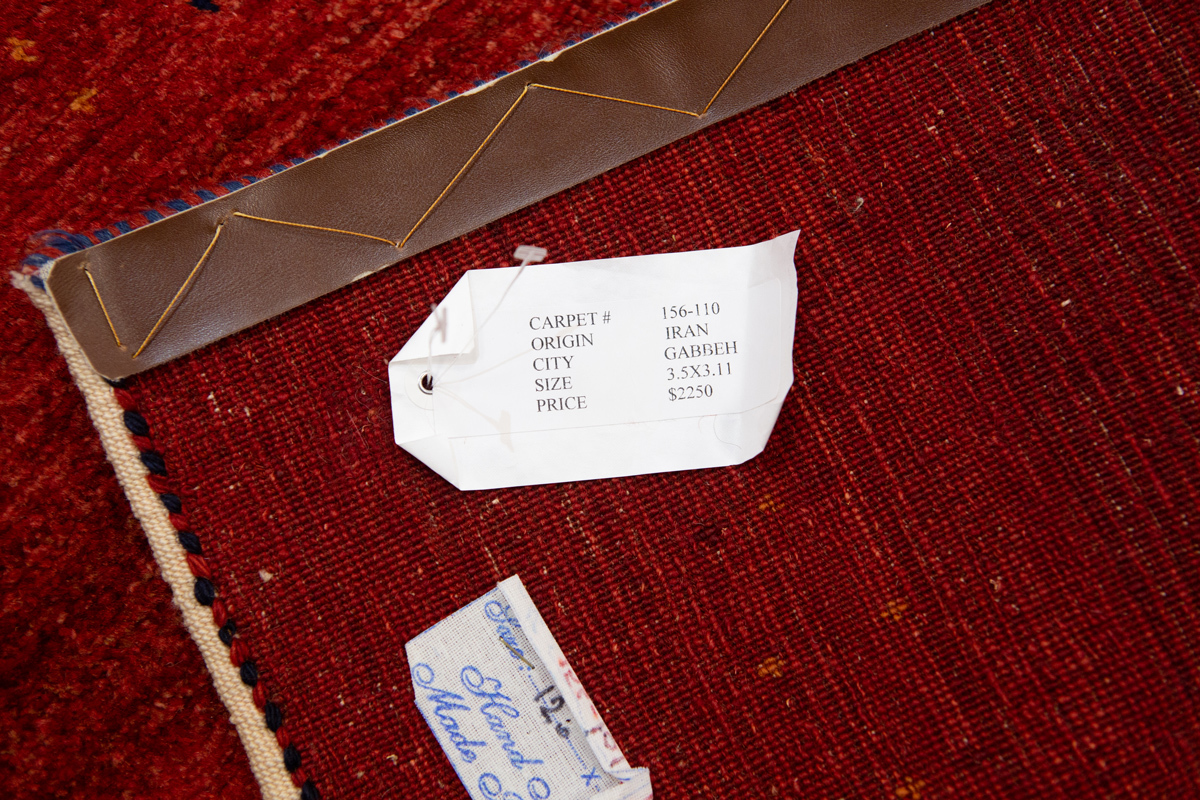 CARPET # 156-110
ORIGIN IRAN
CITY GABBEH
SIZE 3.5X3.11
PRICE $2250
Hand
Made